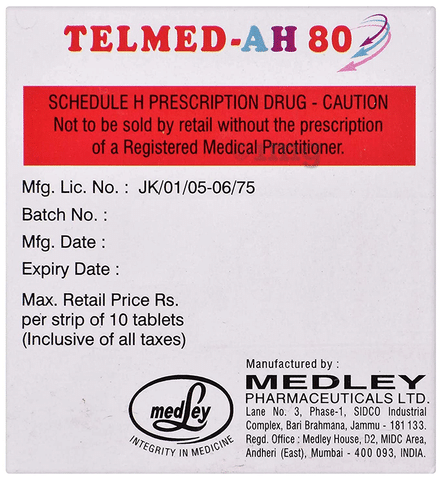 TELMED-AH 80
SCHEDULE H PRESCRIPTION DRUG - CAUTION
Not to be sold by retail without the prescription
of a Registered Medical Practitioner.
Mfg. Lic. No. : JK/01/05-06/75
Batch No. :
Mfg. Date :
Expiry Date :
Max. Retail Price Rs.
per strip of 10 tablets
(Inclusive of all taxes)
medley
INTEGRITY IN MEDICINE
Manufactured by :
MEDLEY
PHARMACEUTICALS LTD.
Lane No. 3, Phase-1, SIDCO Industrial
Complex, Bari Brahmana, Jammu - 181 133.
Regd. Office : Medley House, D2, MIDC Area,
Andheri (East), Mumbai - 400 093, INDIA.